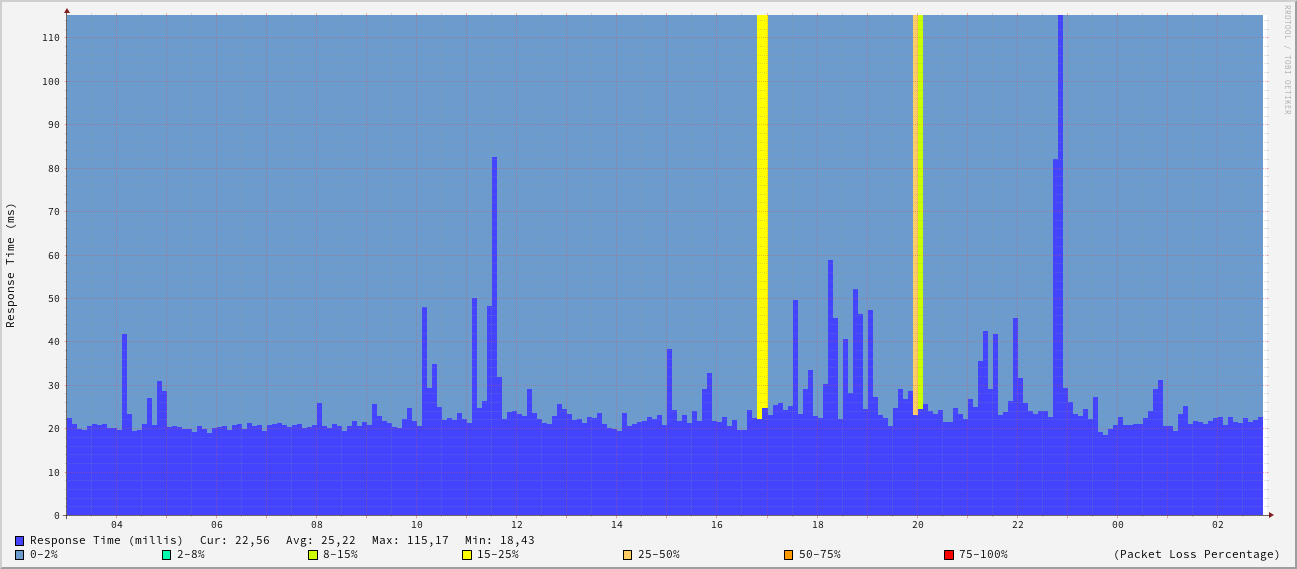 RRDTOOL / TOBI OETIKER
Response Time (ms)
110
100
90
80
70
60
50
40
30
20
10
0
04 06 08 10 12 14 16 18 20 22 00 02
Response Time (millis) Cur: 22,56 Avg: 25,22 Max: 115,17 Min: 18,43
0-2% 2-8% 8-15% 15-25% 25-50% 50-75% 75-100% (Packet Loss Percentage)